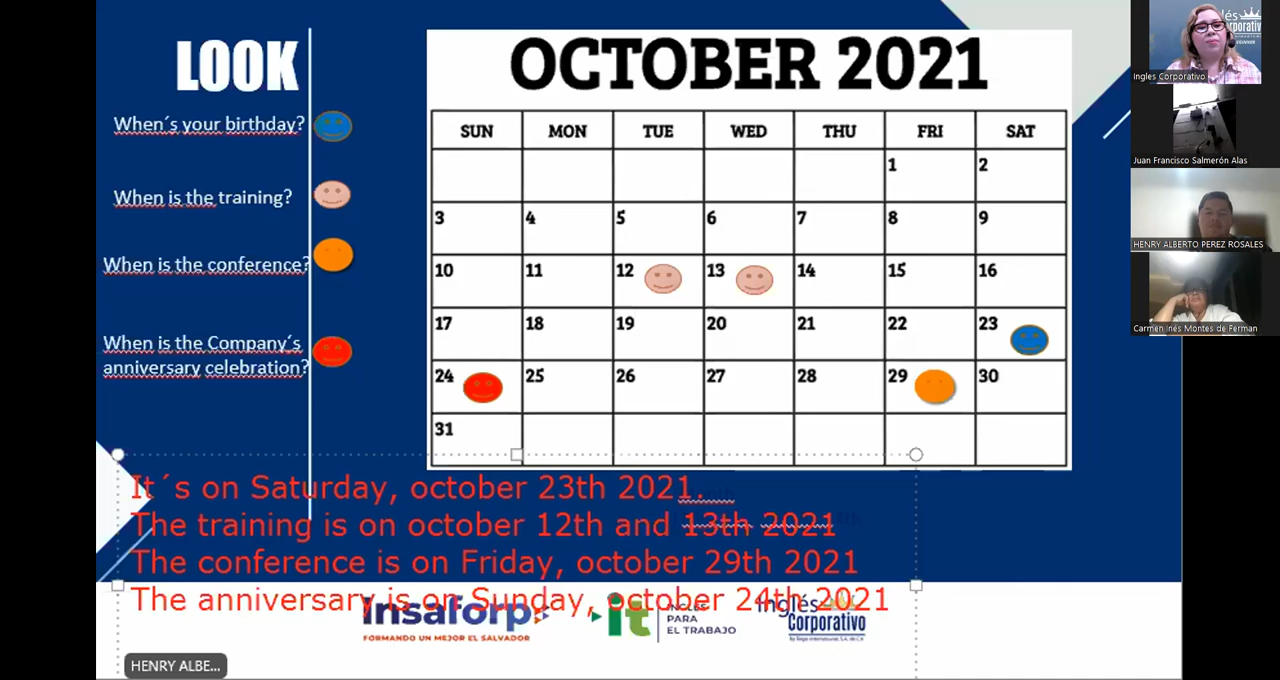 LOOK
When´s your birthday?
When is the training?
When is the conference?
When is the Company´s
anniversary celebration?
OCTOBER 2021
SUN MON TUE WED THU FRI SAT
1 2
3 4 5 6 7 8 9
10 11 12 13 14 15 16
17 18 19 20 21 22 23
24 25 26 27 28 29 30
31
It´s on Saturday, october 23th 2021.
The training is on october 12th and 13th 2021
The conference is on Friday, october 29th 2021
The anniversary is on Sunday, october 24th 2021
Insaforp
FORMANDO UN MEJOR EL SALVADOR
it
INGLÉS
PARA
EL TRABAJO
Inglés
Corporativo
HENRY ALBE...
Ingles Corporativo
Juan Francisco Salmerón Alas
HENRY ALBERTO PEREZ ROSALES
Carmen Inés Montes de Ferman